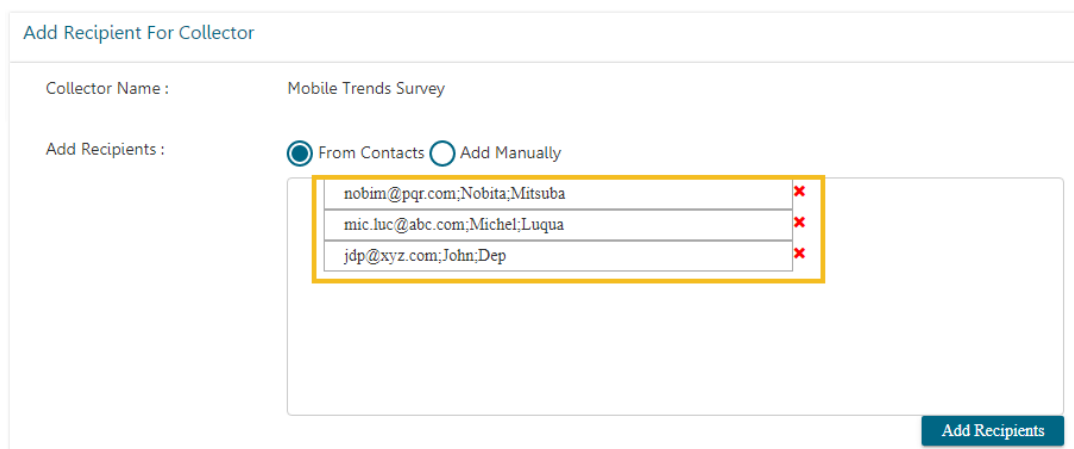 Add Recipient For Collector
Collector Name : Mobile Trends Survey
Add Recipients : From Contacts Add Manually
nobim@pqr.com;Nobita;Mitsuba
mic.luc@abc.com;Michel;Luqua
jdp@xyz.com;John;Dep
Add Recipients